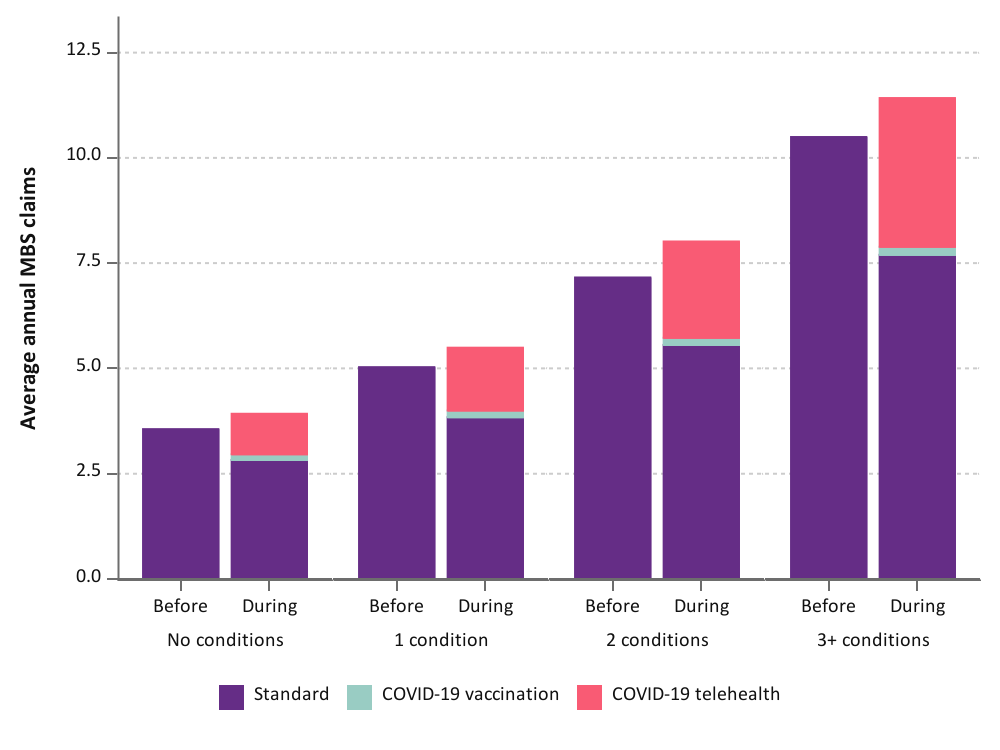 Average annual MBS claims
12.5
10.0
7.5
5.0
2.5
0.0
Before During Before During Before During Before During
No conditions 1 condition 2 conditions 3+ conditions
Standard COVID-19 vaccination COVID-19 telehealth